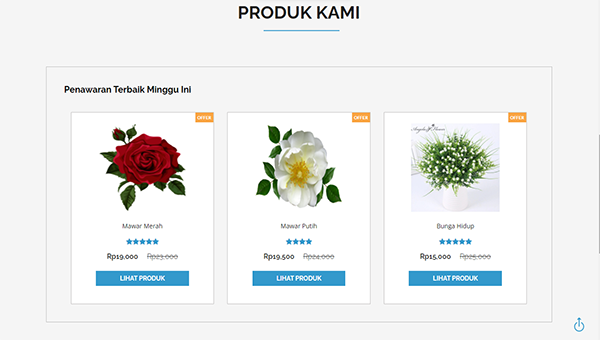 PRODUK KAMI
Penawaran Terbaik Minggu Ini
OFFER
Mawar Merah
Rp19,000 Rp23,000
LIHAT PRODUK
OFFER
Mawar Putih
Rp19,500 Rp24,000
LIHAT PRODUK
OFFER
Bunga Hidup
Rp15,000 Rp25,000
LIHAT PRODUK